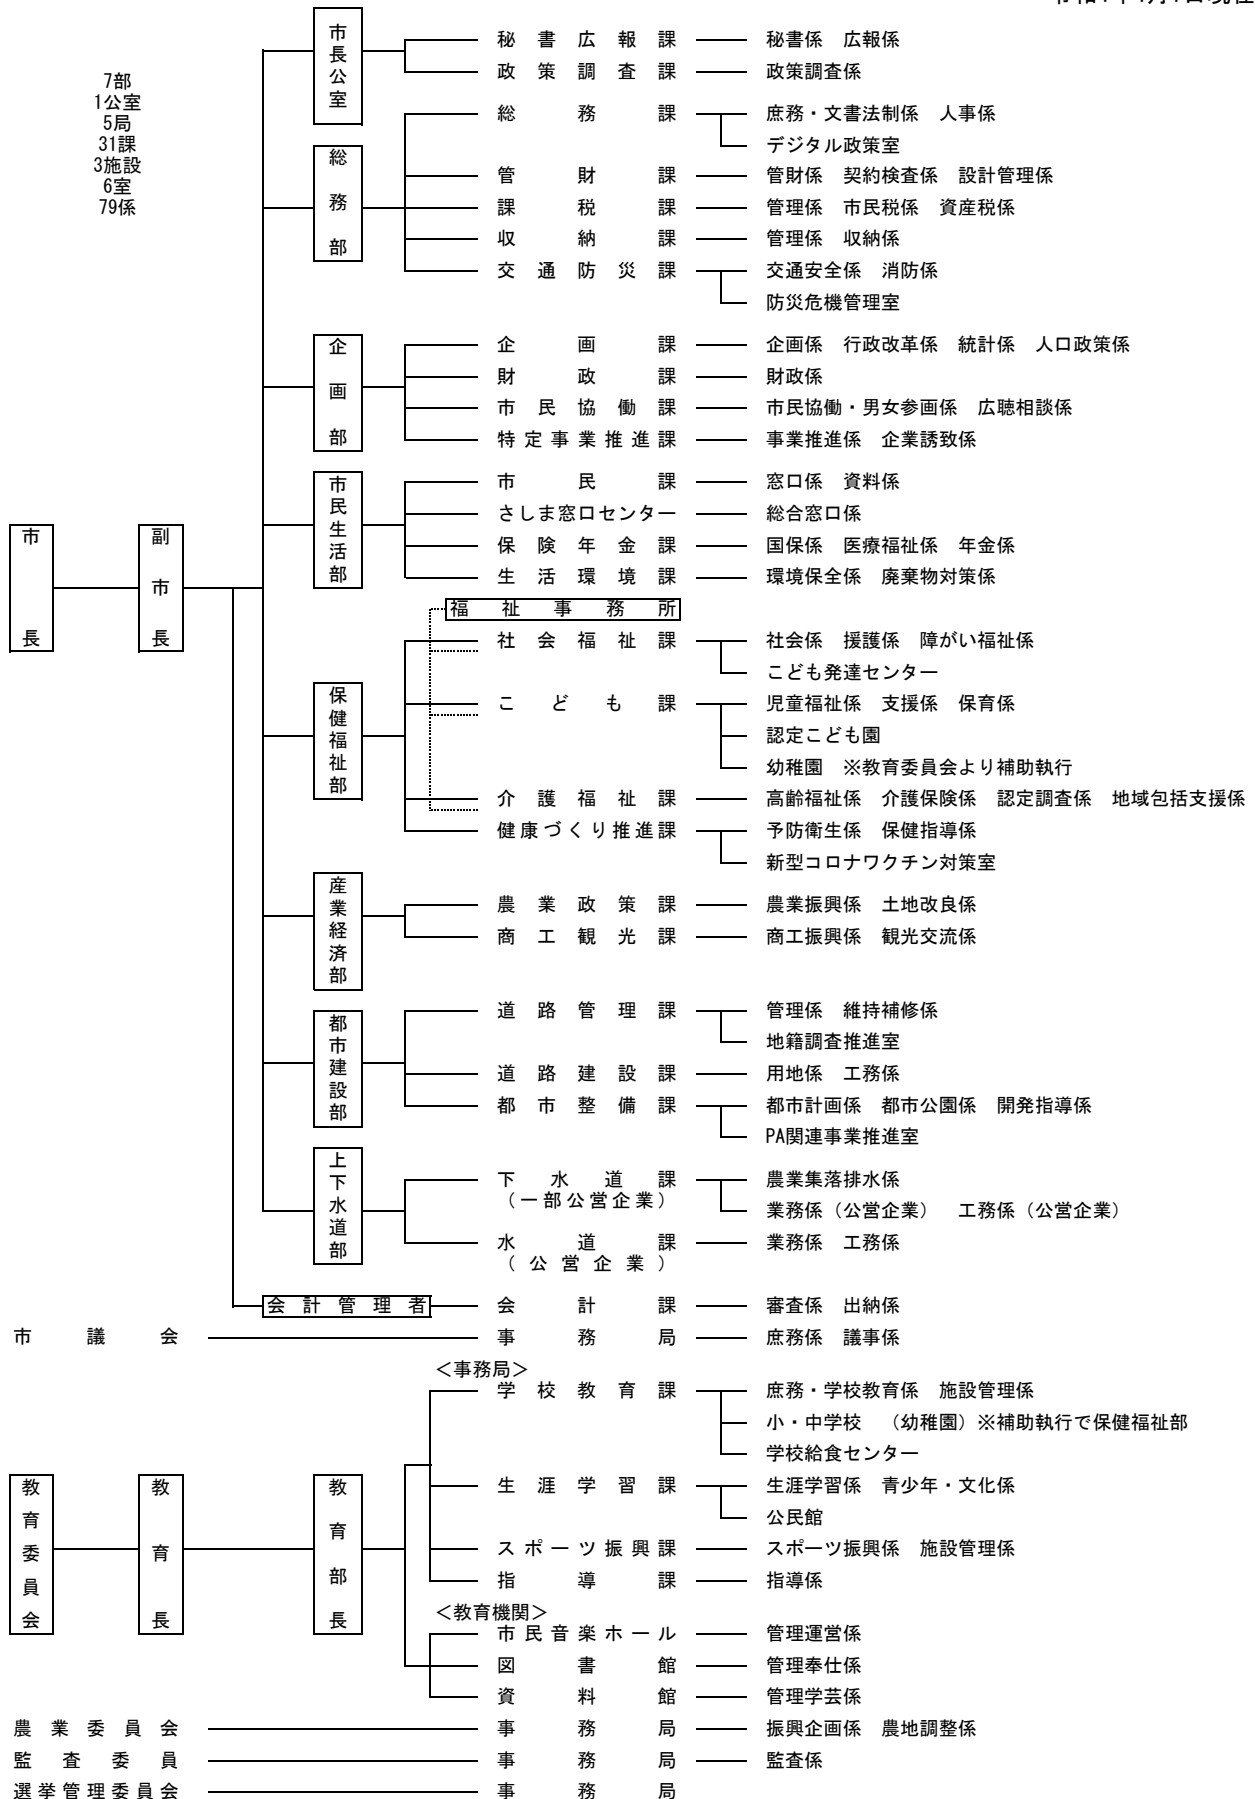 7部
1公室
5局
31課
3施設
6室
79係
市長公室
秘書広報課 秘書係 広報係
政策調査課 政策調査係
総務部
総務課 庶務・文書法制係 人事係
デジタル政策室
管財課 管財係 契約検査係 設計管理係
課税課 管理係 市民税係 資産税係
収納課 管理係 収納係
交通防災課 交通安全係 消防係
防災危機管理室
企画部
企画課 企画係 行政改革係 統計係 人口政策係
財政課 財政係
市民協働課 市民協働・男女参画係 広聴相談係
特定事業推進課 事業推進係 企業誘致係
市長
副市長
市民生活部
市民課 窓口係 資料係
さしま窓口センター 総合窓口係
保険年金課 国保係 医療福祉係 年金係
生活環境課 環境保全係 廃棄物対策係
福祉事務所
保健福祉部
社会福祉課 社会係 援護係 障がい福祉係
こども発達センター
こども課 児童福祉係 支援係 保育係
認定こども園
幼稚園 ※教育委員会より補助執行
介護福祉課 高齢福祉係 介護保険係 認定調査係 地域包括支援係
健康づくり推進課 予防衛生係 保健指導係
新型コロナワクチン対策室
産業経済部
農業政策課 農業振興係 土地改良係
商工観光課 商工振興係 観光交流係
都市建設部
道路管理課 管理係 維持補修係
地籍調査推進室
道路建設課 用地係 工務係
都市整備課 都市計画係 都市公園係 開発指導係
PA関連事業推進室
上下水道部
下水道課 農業集落排水係
(一部公営企業) 業務係(公営企業) 工務係(公営企業)
水道課 業務係 工務係
(公営企業)
会計管理者 会計課 審査係 出納係
市議会 事務局 庶務係 議事係
<事務局>
学校教育課 庶務・学校教育係 施設管理係
小・中学校 (幼稚園)※補助執行で保健福祉部
学校給食センター
教育委員会
教育長
教育部長
生涯学習課 生涯学習係 青少年・文化係
公民館
スポーツ振興課 スポーツ振興係 施設管理係
指導課 指導係
<教育機関>
市民音楽ホール 管理運営係
図書館 管理奉仕係
資料館 管理学芸係
農業委員会 事務局 振興企画係 農地調整係
監査委員 事務局 監査係
選挙管理委員会 事務局